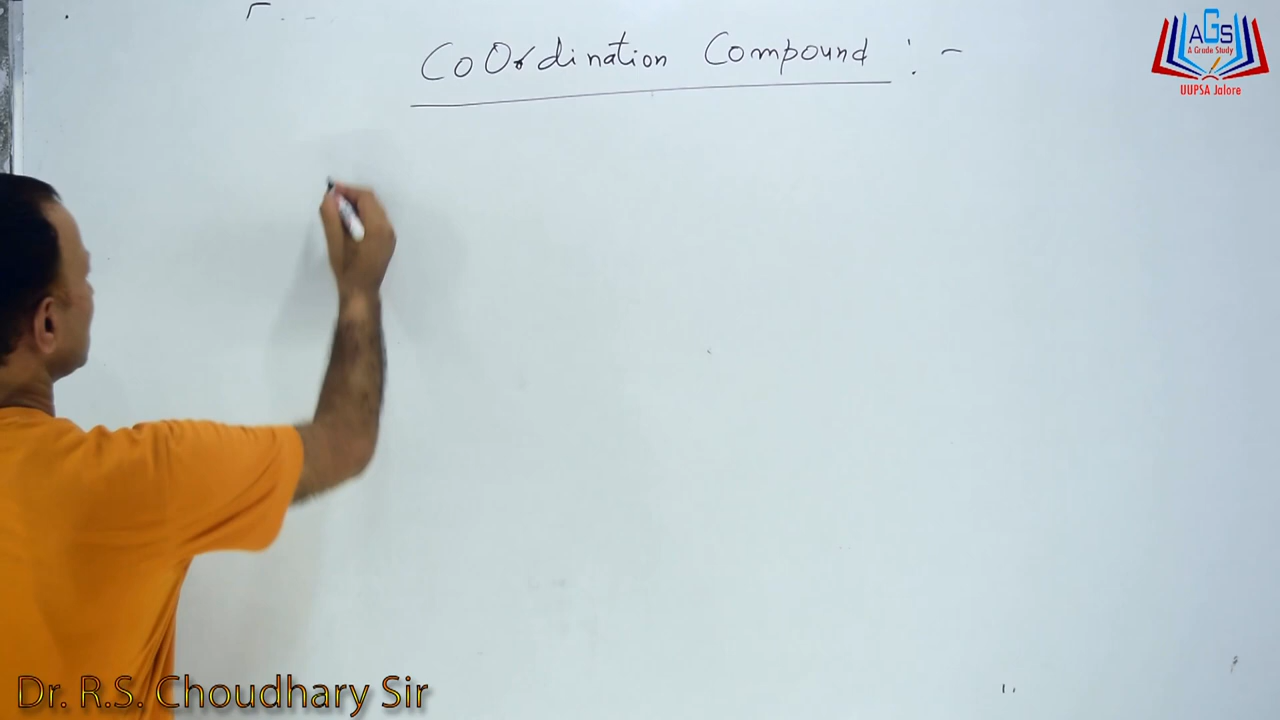 CoOrdination Compound :-
AGS
A Grade Study
UUPSA Jalore
Dr. R.S. Choudhary Sir